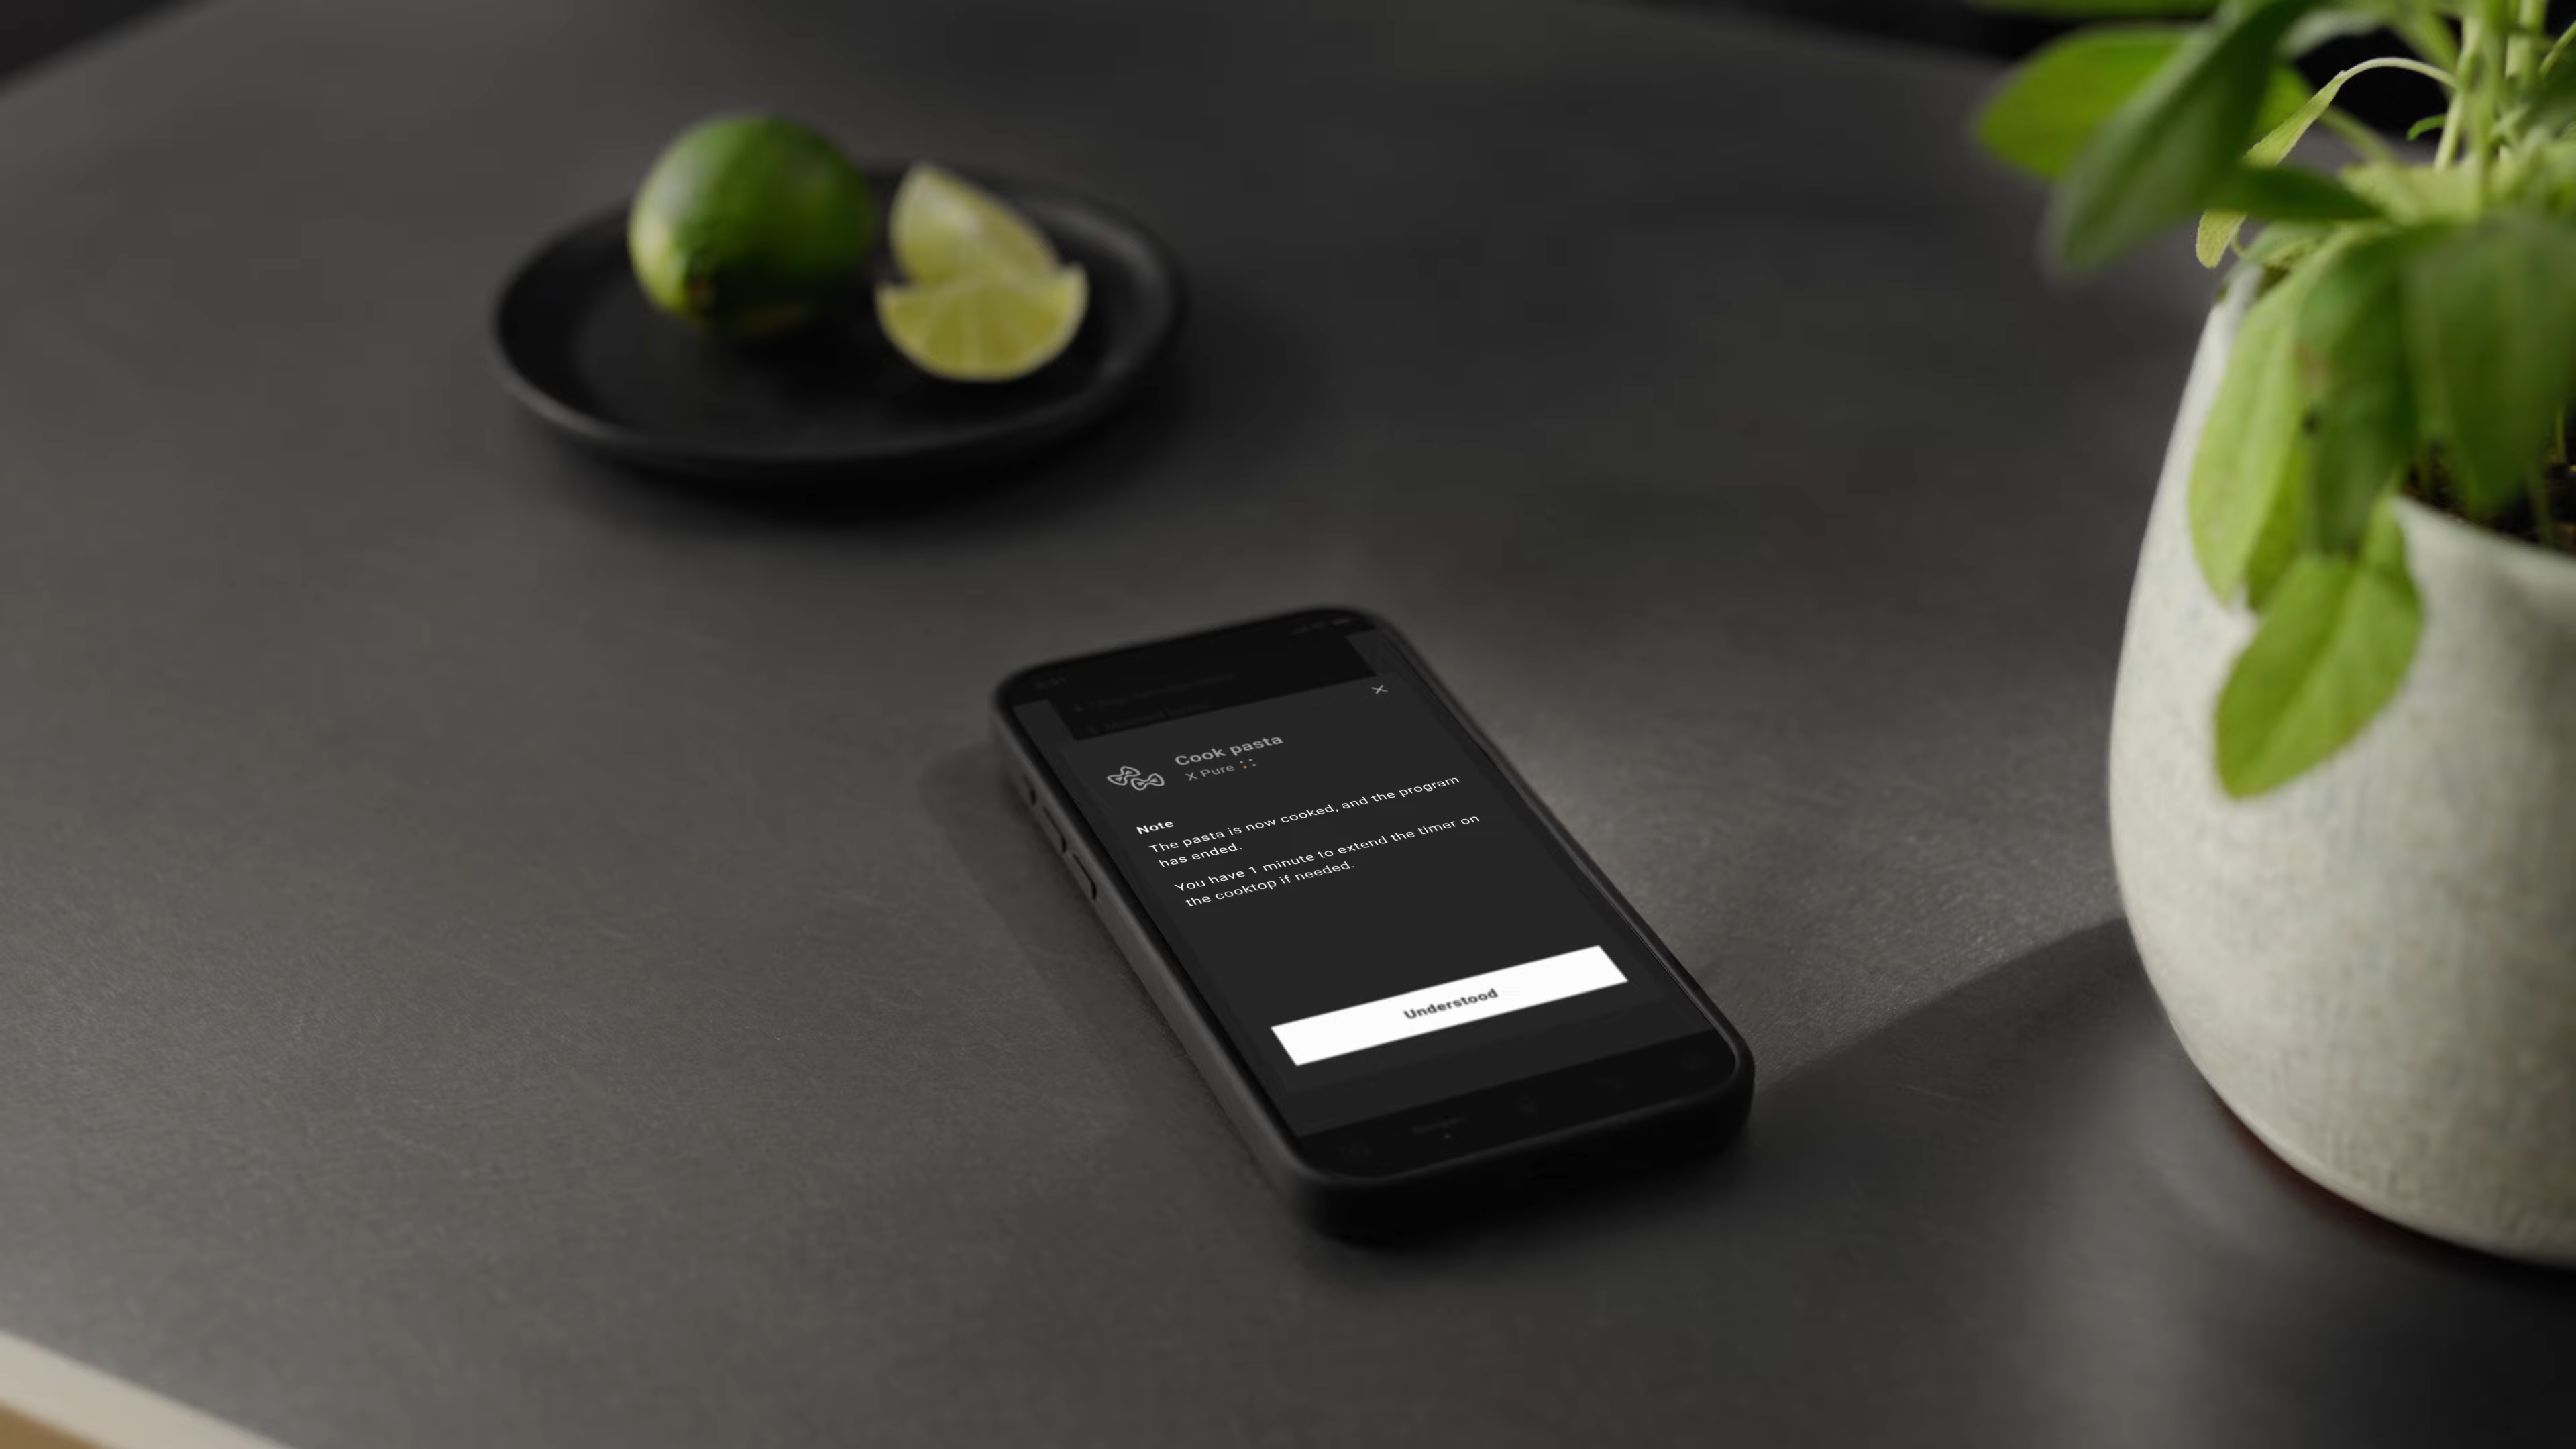 Cook pasta
X Pure
Note
The pasta is now cooked, and the program
has ended.
You have 1 minute to extend the timer on
the cooktop if needed.
Understood